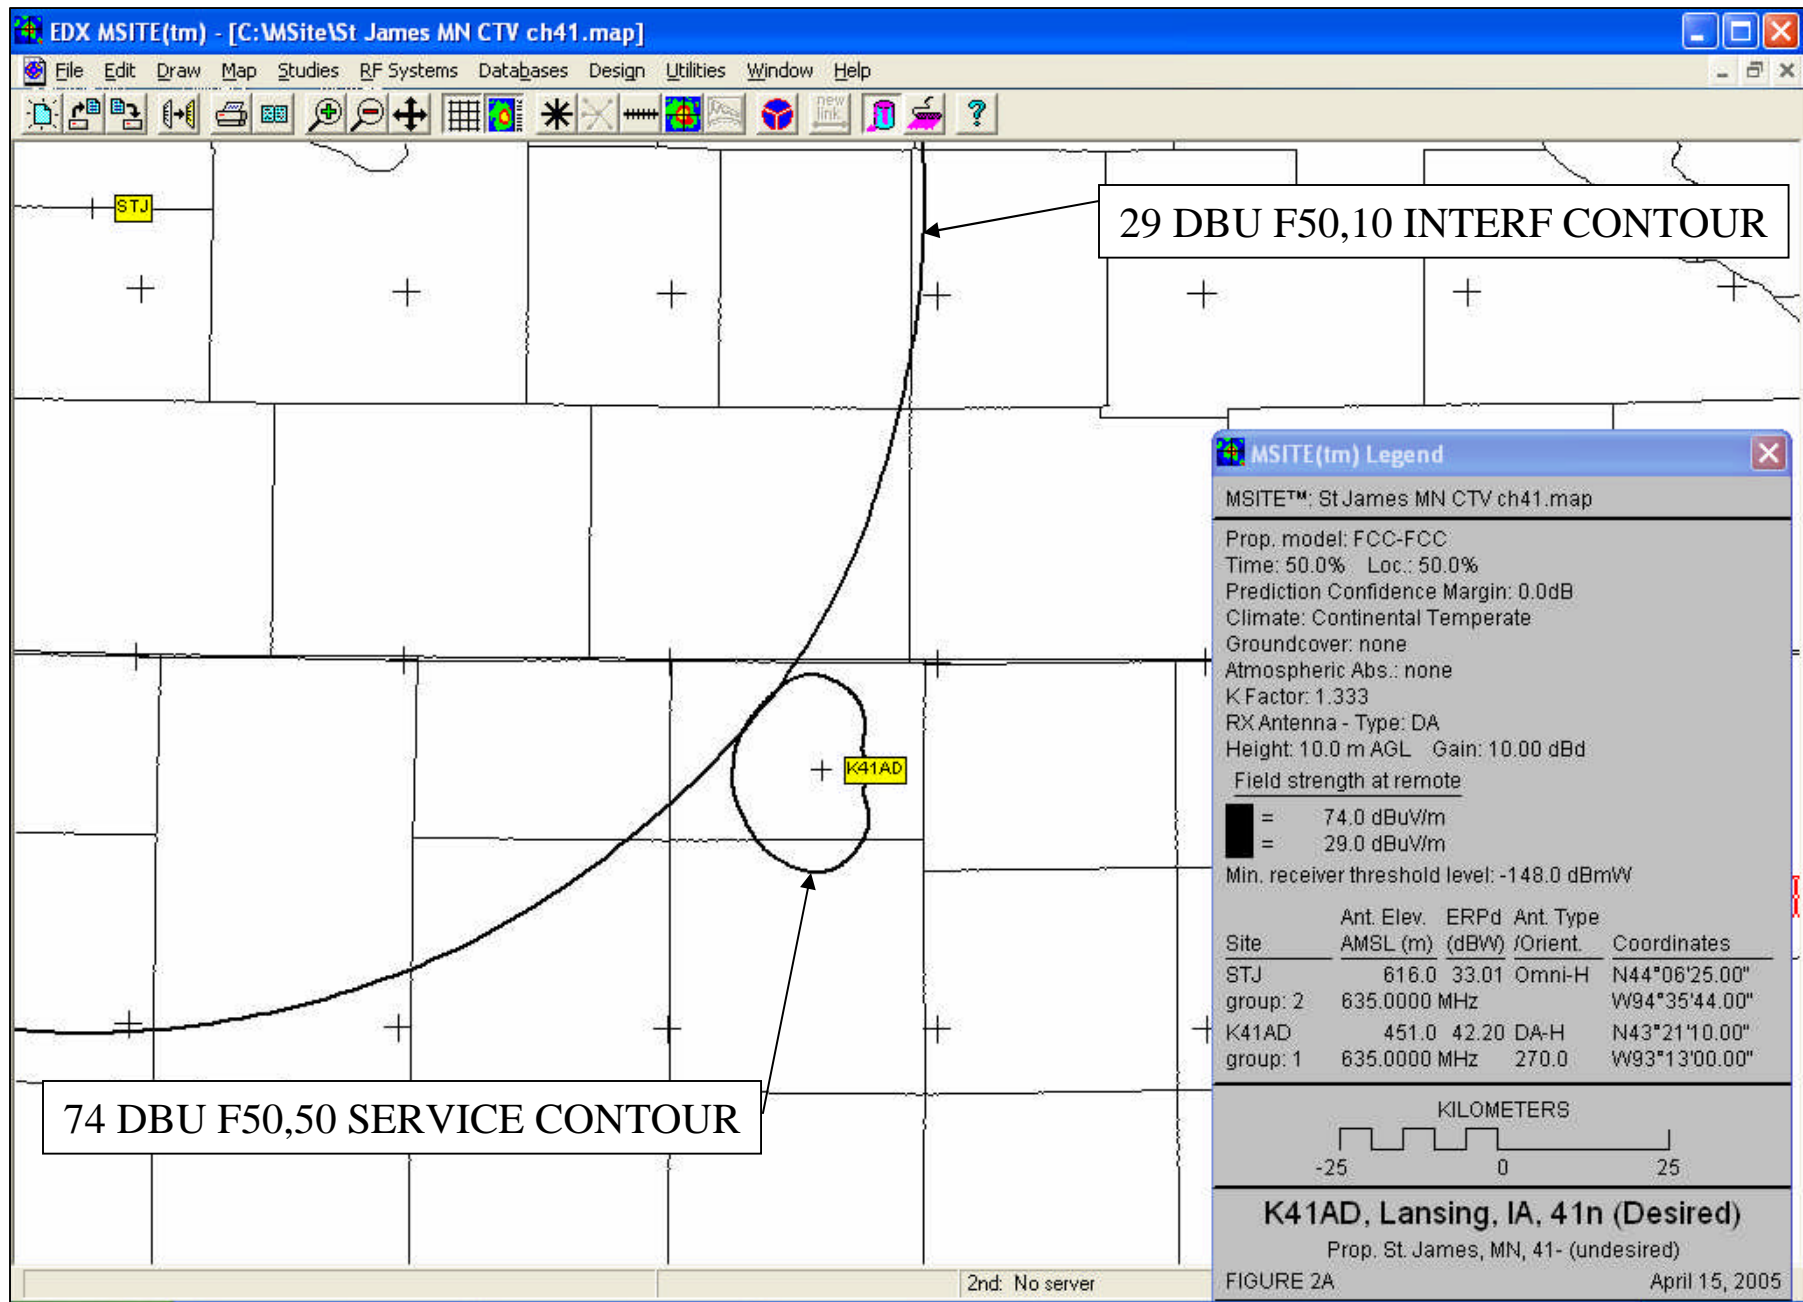 EDX MSITE(tm) - [C:\MSite\St James MN CTV ch41.map]
File Edit Draw Map Studies RF Systems Databases Design Utilities Window Help
new
link
STJ
29 DBU F50,10 INTERF CONTOUR
K41AD
74 DBU F50,50 SERVICE CONTOUR
MSITE(tm) Legend
MSITE™: St James MN CTV ch41.map
Prop. model: FCC-FCC
Time: 50.0% Loc.: 50.0%
Prediction Confidence Margin: 0.0dB
Climate: Continental Temperate
Groundcover: none
Atmospheric Abs.: none
K Factor: 1.333
RX Antenna - Type: DA
Height: 10.0 m AGL Gain: 10.00 dBd
Field strength at remote
= 74.0 dBuV/m
= 29.0 dBuV/m
Min. receiver threshold level: -148.0 dBmW
Ant. Elev. ERPd Ant. Type
Site AMSL (m) (dBW) /Orient. Coordinates
STJ 616.0 33.01 Omni-H N44°06'25.00"
group: 2 635.0000 MHz W94°35'44.00"
K41AD 451.0 42.20 DA-H N43°21'10.00"
group: 1 635.0000 MHz 270.0 W93°13'00.00"
KILOMETERS
-25 0 25
K41AD, Lansing, IA, 41n (Desired)
Prop. St. James, MN, 41- (undesired)
FIGURE 2A April 15, 2005
2nd: No server